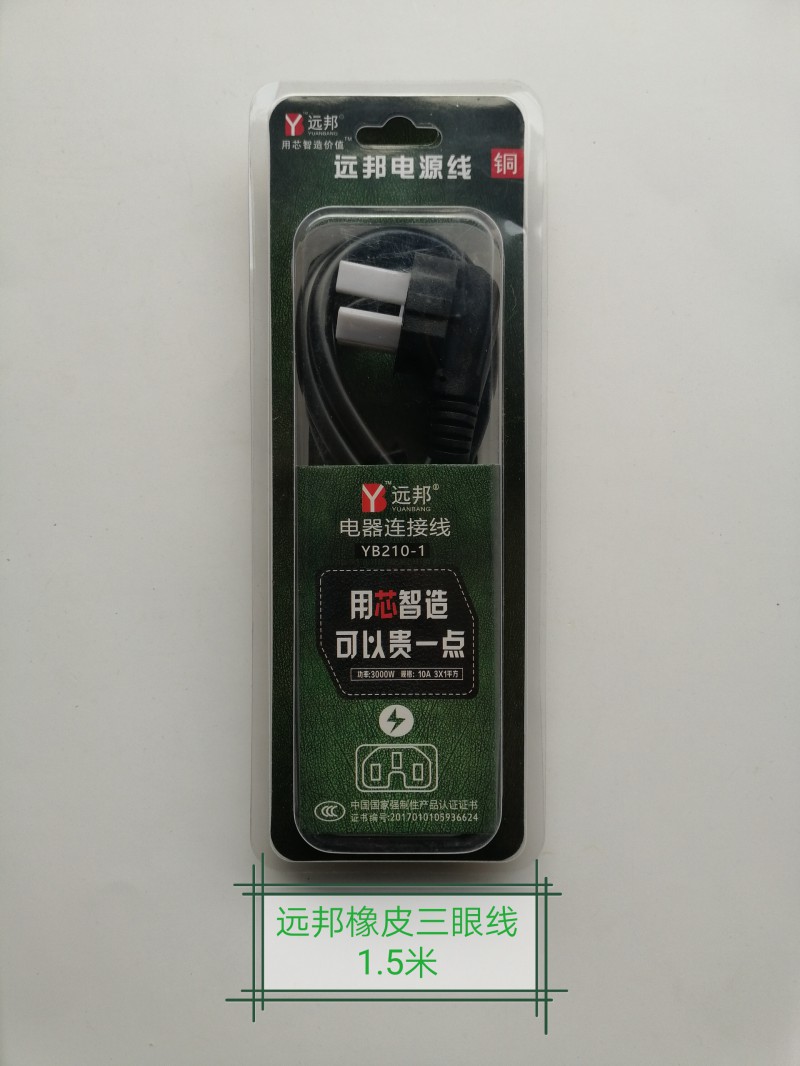 远邦®
YUANBANG
用芯智造价值™
远邦电源线
铜
远邦®
YUANBANG
电器连接线
YB210-1
用芯智造
可以贵一点
功率:3000W 规格: 10A 3X1平方
中国国家强制性产品认证证书
证书编号:2017010105936624
远邦橡皮三眼线
1.5米